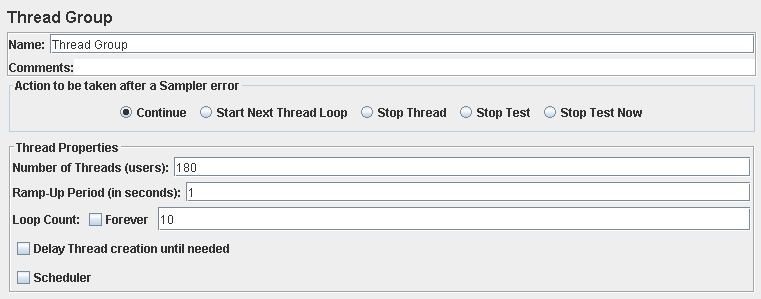 Thread Group
Name: Thread Group
Comments:
Action to be taken after a Sampler error
Continue Start Next Thread Loop Stop Thread Stop Test Stop Test Now
Thread Properties
Number of Threads (users): 180
Ramp-Up Period (in seconds): 1
Loop Count: Forever 10
Delay Thread creation until needed
Scheduler